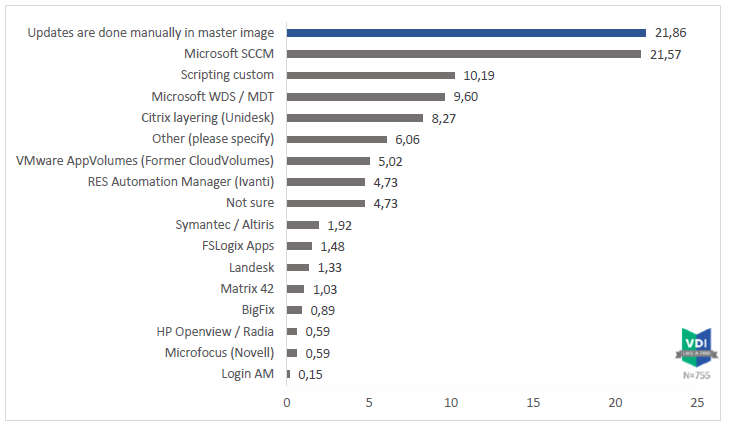 Updates are done manually in master image 21,86
Microsoft SCCM 21,57
Scripting custom 10,19
Microsoft WDS / MDT 9,60
Citrix layering (Unidesk) 8,27
Other (please specify) 6,06
VMware AppVolumes (Former CloudVolumes) 5,02
RES Automation Manager (Ivanti) 4,73
Not sure 4,73
Symantec / Altiris 1,92
FSLogix Apps 1,48
Landesk 1,33
Matrix 42 1,03
BigFix 0,89
HP Openview / Radia 0,59
Microfocus (Novell) 0,59
Login AM 0,15
VDI
N=755
0 5 10 15 20 25